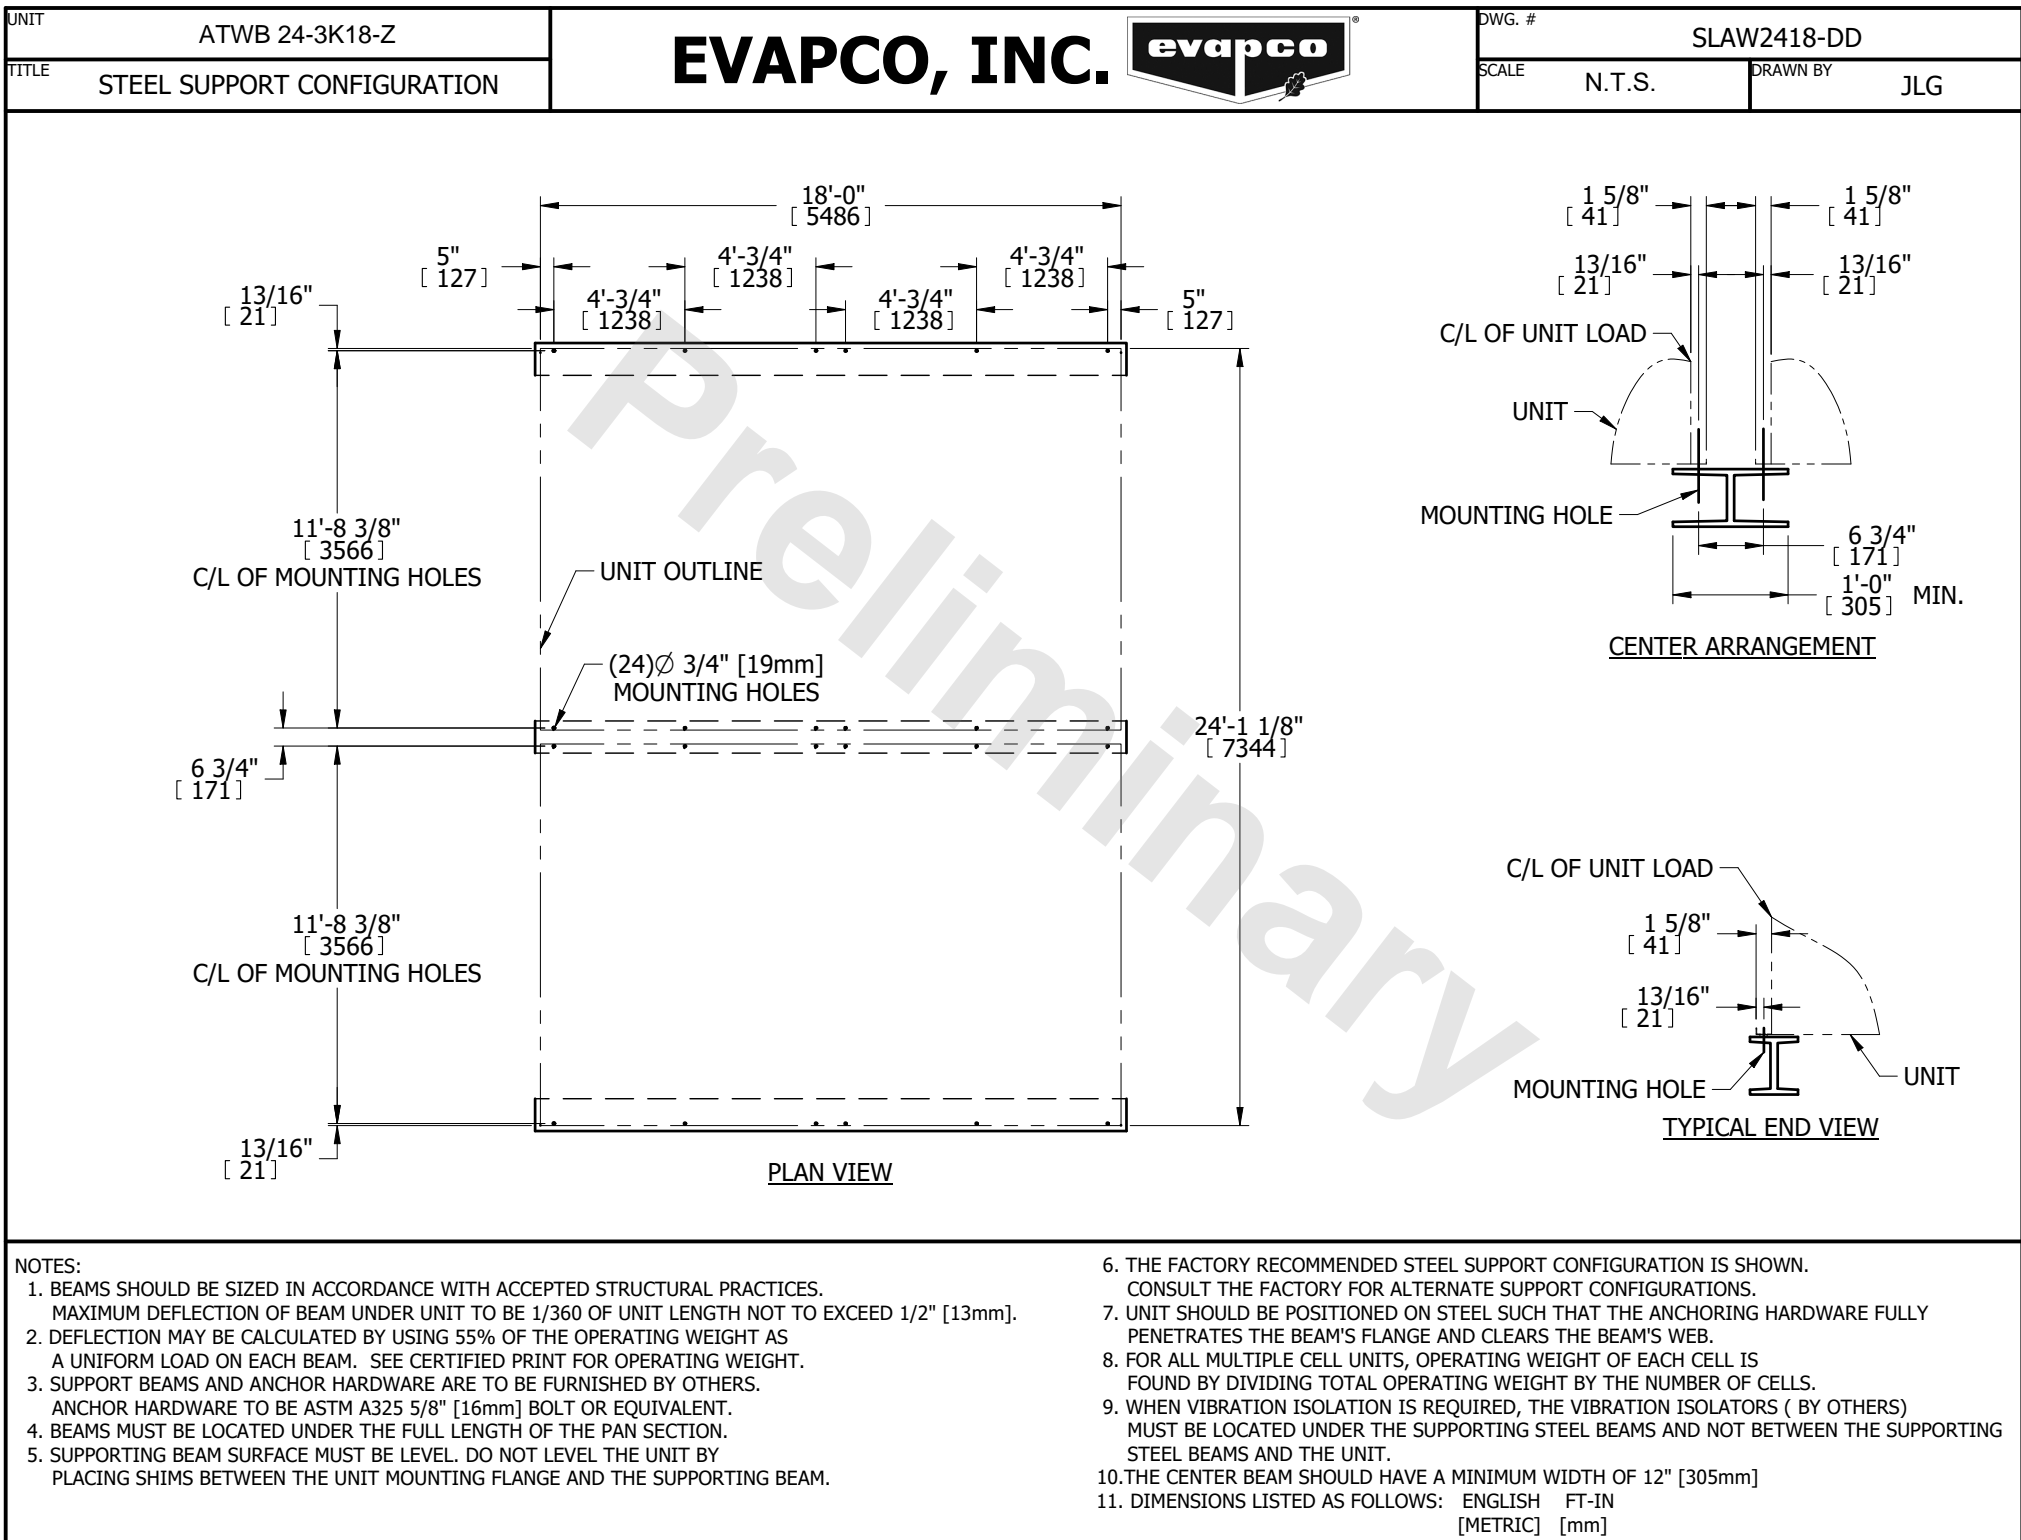 UNIT
ATWB 24-3K18-Z
TITLE
STEEL SUPPORT CONFIGURATION
EVAPCO, INC.
evapco
®
DWG. #
SLAW2418-DD
SCALE
N.T.S.
DRAWN BY
JLG
18'-0"
[ 5486 ]
5"
[ 127 ]
4'-3/4"
[ 1238 ]
4'-3/4"
[ 1238 ]
13/16"
[ 21 ]
4'-3/4"
[ 1238 ]
4'-3/4"
[ 1238 ]
5"
[ 127 ]
11'-8 3/8"
[ 3566 ]
C/L OF MOUNTING HOLES
UNIT OUTLINE
(24)∅ 3/4" [19mm]
MOUNTING HOLES
24'-1 1/8"
[ 7344 ]
6 3/4"
[ 171 ]
11'-8 3/8"
[ 3566 ]
C/L OF MOUNTING HOLES
13/16"
[ 21 ]
PLAN VIEW
Preliminary
1 5/8"
[ 41 ]
1 5/8"
[ 41 ]
13/16"
[ 21 ]
13/16"
[ 21 ]
C/L OF UNIT LOAD
UNIT
MOUNTING HOLE
6 3/4"
[ 171 ]
1'-0"
[ 305 ] MIN.
CENTER ARRANGEMENT
C/L OF UNIT LOAD
1 5/8"
[ 41 ]
13/16"
[ 21 ]
MOUNTING HOLE
UNIT
TYPICAL END VIEW
NOTES:
1. BEAMS SHOULD BE SIZED IN ACCORDANCE WITH ACCEPTED STRUCTURAL PRACTICES.
MAXIMUM DEFLECTION OF BEAM UNDER UNIT TO BE 1/360 OF UNIT LENGTH NOT TO EXCEED 1/2" [13mm].
2. DEFLECTION MAY BE CALCULATED BY USING 55% OF THE OPERATING WEIGHT AS
A UNIFORM LOAD ON EACH BEAM. SEE CERTIFIED PRINT FOR OPERATING WEIGHT.
3. SUPPORT BEAMS AND ANCHOR HARDWARE ARE TO BE FURNISHED BY OTHERS.
ANCHOR HARDWARE TO BE ASTM A325 5/8" [16mm] BOLT OR EQUIVALENT.
4. BEAMS MUST BE LOCATED UNDER THE FULL LENGTH OF THE PAN SECTION.
5. SUPPORTING BEAM SURFACE MUST BE LEVEL. DO NOT LEVEL THE UNIT BY
PLACING SHIMS BETWEEN THE UNIT MOUNTING FLANGE AND THE SUPPORTING BEAM.
6. THE FACTORY RECOMMENDED STEEL SUPPORT CONFIGURATION IS SHOWN.
CONSULT THE FACTORY FOR ALTERNATE SUPPORT CONFIGURATIONS.
7. UNIT SHOULD BE POSITIONED ON STEEL SUCH THAT THE ANCHORING HARDWARE FULLY
PENETRATES THE BEAM'S FLANGE AND CLEARS THE BEAM'S WEB.
8. FOR ALL MULTIPLE CELL UNITS, OPERATING WEIGHT OF EACH CELL IS
FOUND BY DIVIDING TOTAL OPERATING WEIGHT BY THE NUMBER OF CELLS.
9. WHEN VIBRATION ISOLATION IS REQUIRED, THE VIBRATION ISOLATORS ( BY OTHERS)
MUST BE LOCATED UNDER THE SUPPORTING STEEL BEAMS AND NOT BETWEEN THE SUPPORTING
STEEL BEAMS AND THE UNIT.
10.THE CENTER BEAM SHOULD HAVE A MINIMUM WIDTH OF 12" [305mm]
11. DIMENSIONS LISTED AS FOLLOWS: ENGLISH FT-IN
[METRIC] [mm]